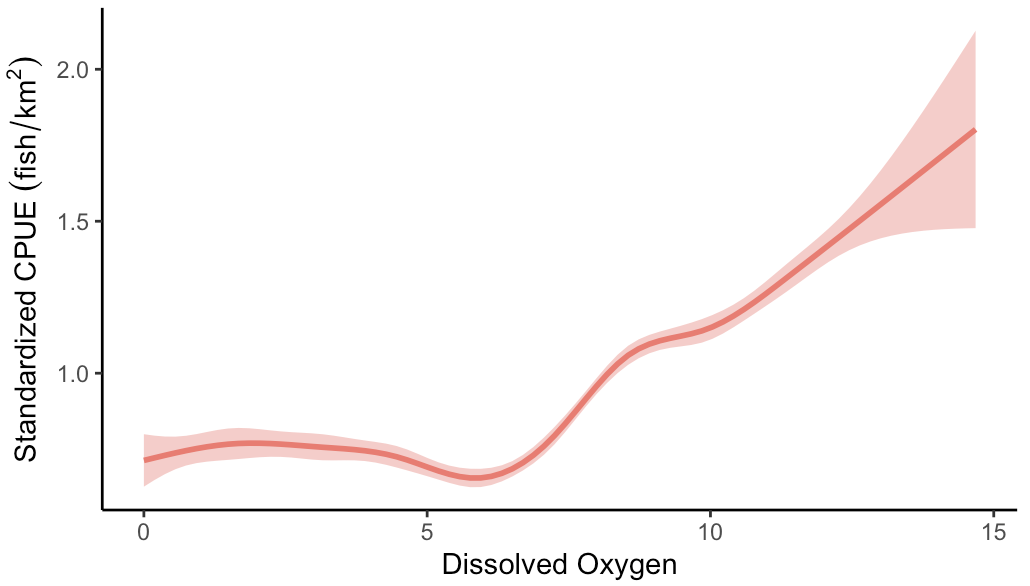 Standardized CPUE (fish/km²)
2.0
1.5
1.0
0 5 10 15
Dissolved Oxygen